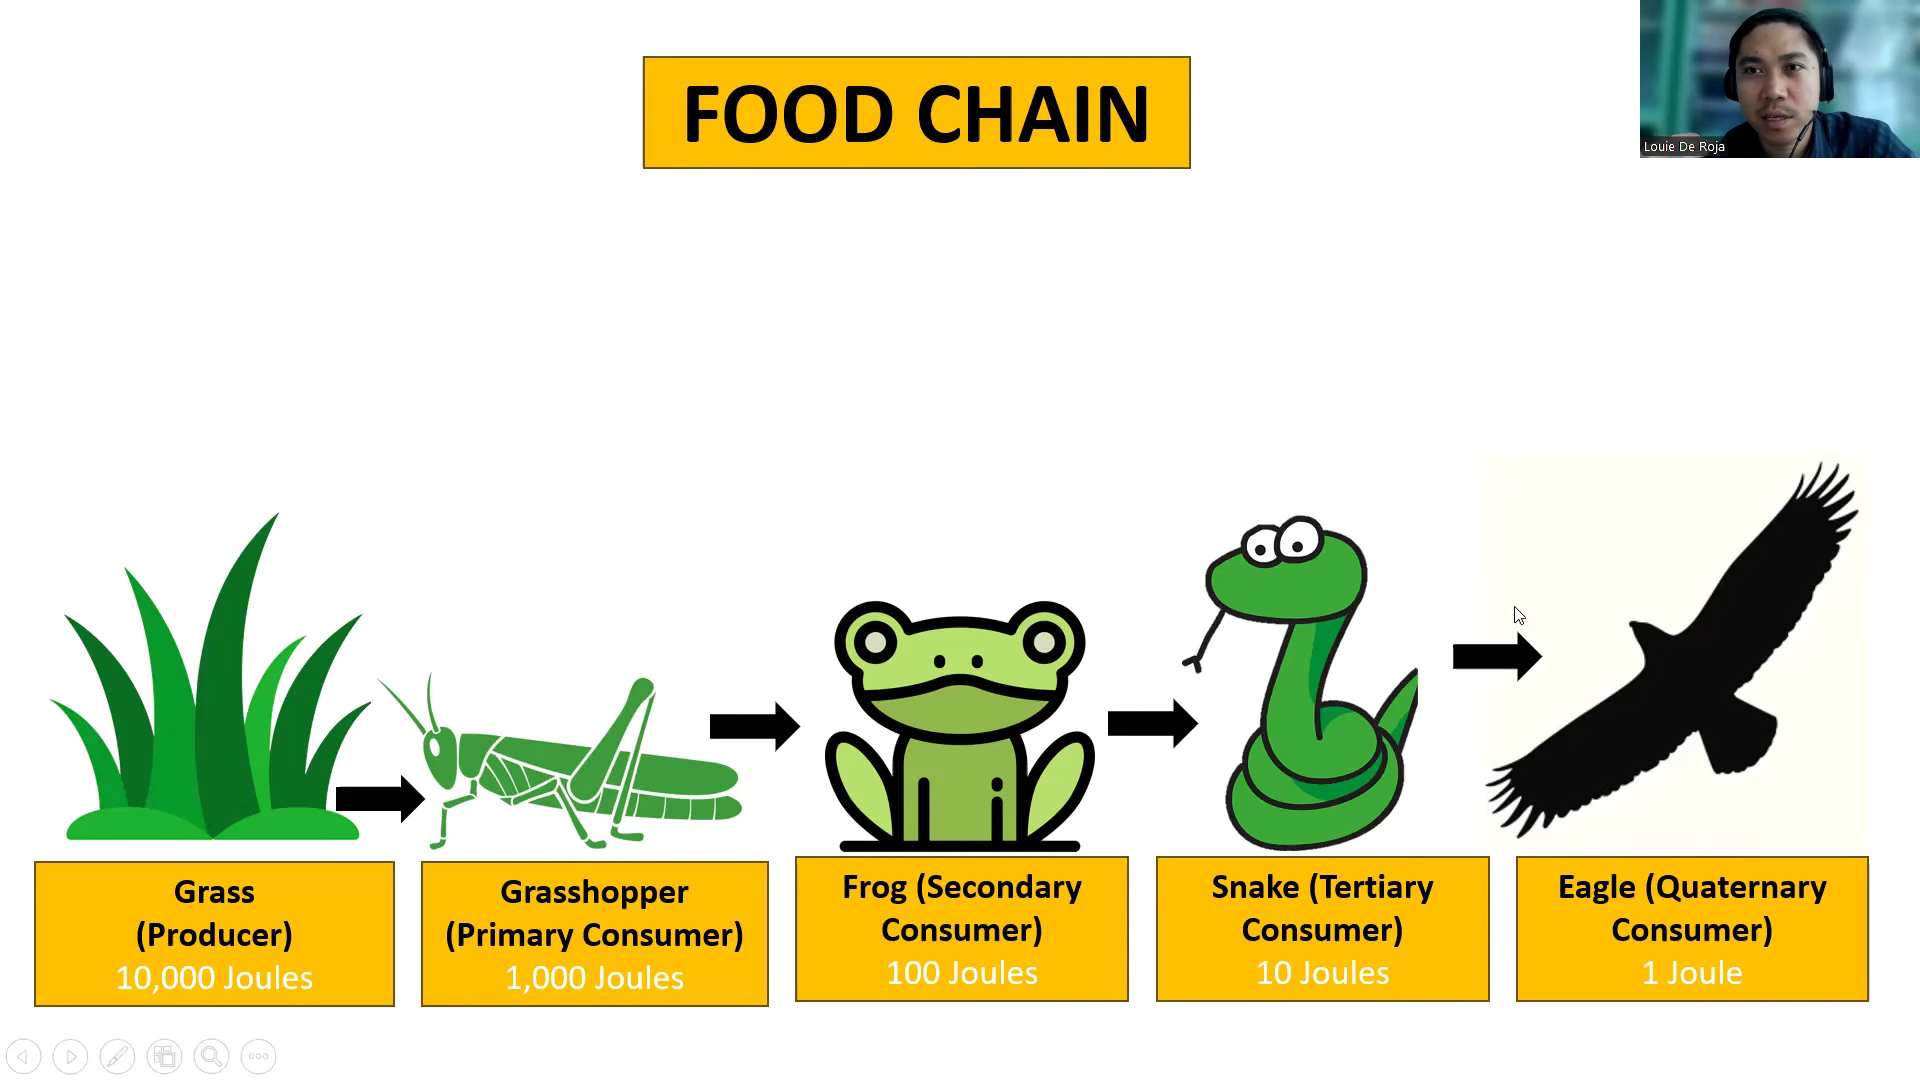 FOOD CHAIN
Louie De Roja
Grass
(Producer)
10,000 Joules
Grasshopper
(Primary Consumer)
1,000 Joules
Frog (Secondary
Consumer)
100 Joules
Snake (Tertiary
Consumer)
10 Joules
Eagle (Quaternary
Consumer)
1 Joule